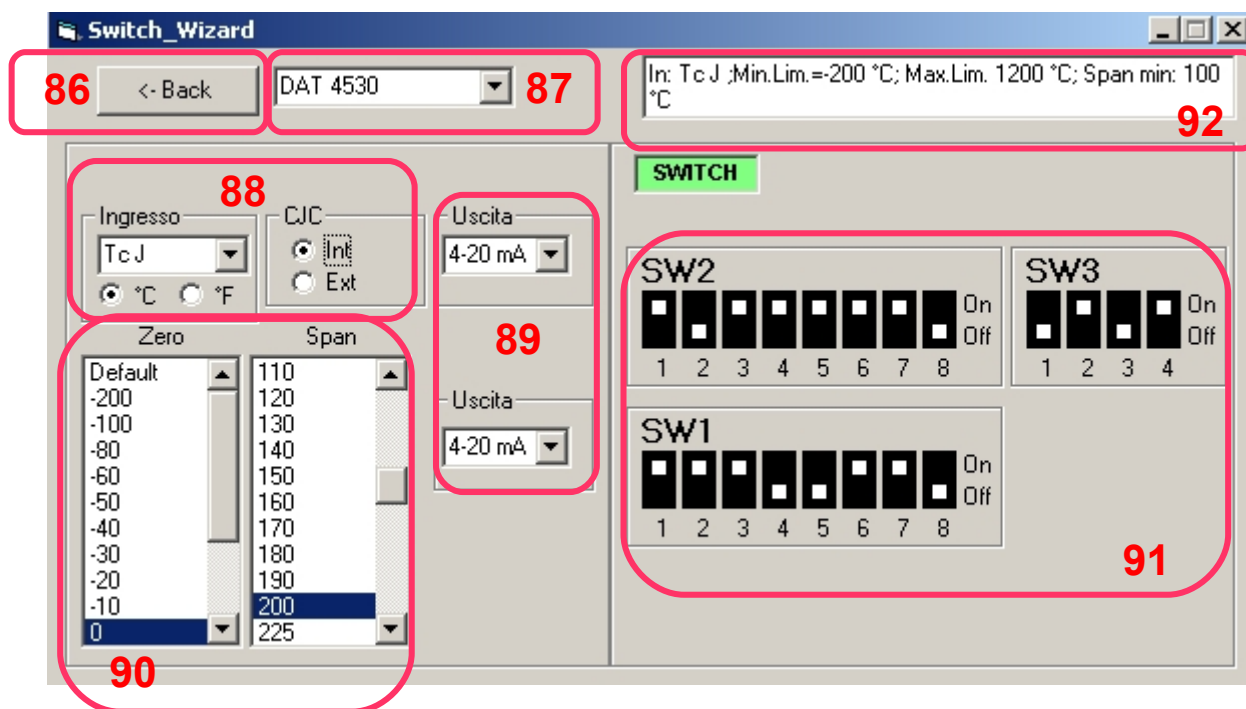 Switch_Wizard
86
<- Back
DAT 4530
87
In: Tc J ;Min.Lim.=-200 °C; Max.Lim. 1200 °C; Span min: 100
°C
92
88
Ingresso
Tc J
°C °F
CJC
Int
Ext
Uscita
4-20 mA
89
Uscita
4-20 mA
Zero
Default
-200
-100
-80
-60
-50
-40
-30
-20
-10
0
Span
110
120
130
140
150
160
170
180
190
200
225
90
SWITCH
SW2
On
Off
1 2 3 4 5 6 7 8
SW3
On
Off
1 2 3 4
SW1
On
Off
1 2 3 4 5 6 7 8
91